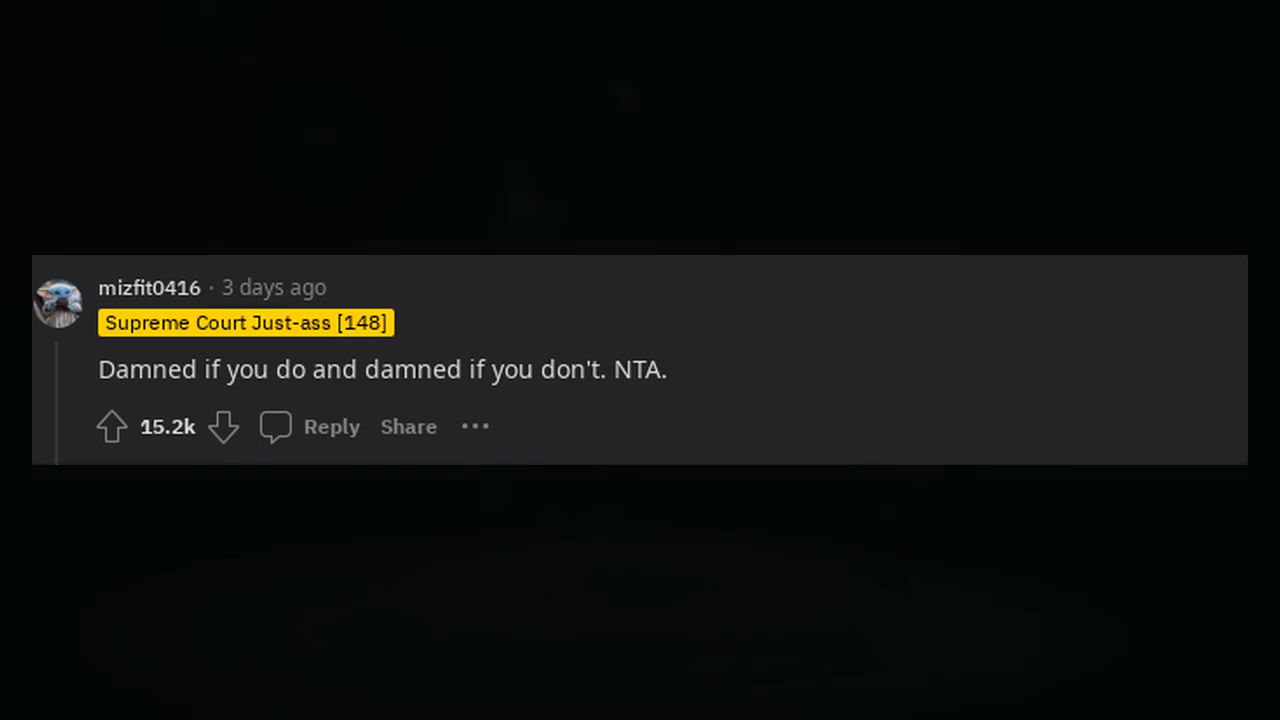 mizfit0416 · 3 days ago
Supreme Court Just-ass [148]
Damned if you do and damned if you don't. NTA.
15.2k Reply Share ···